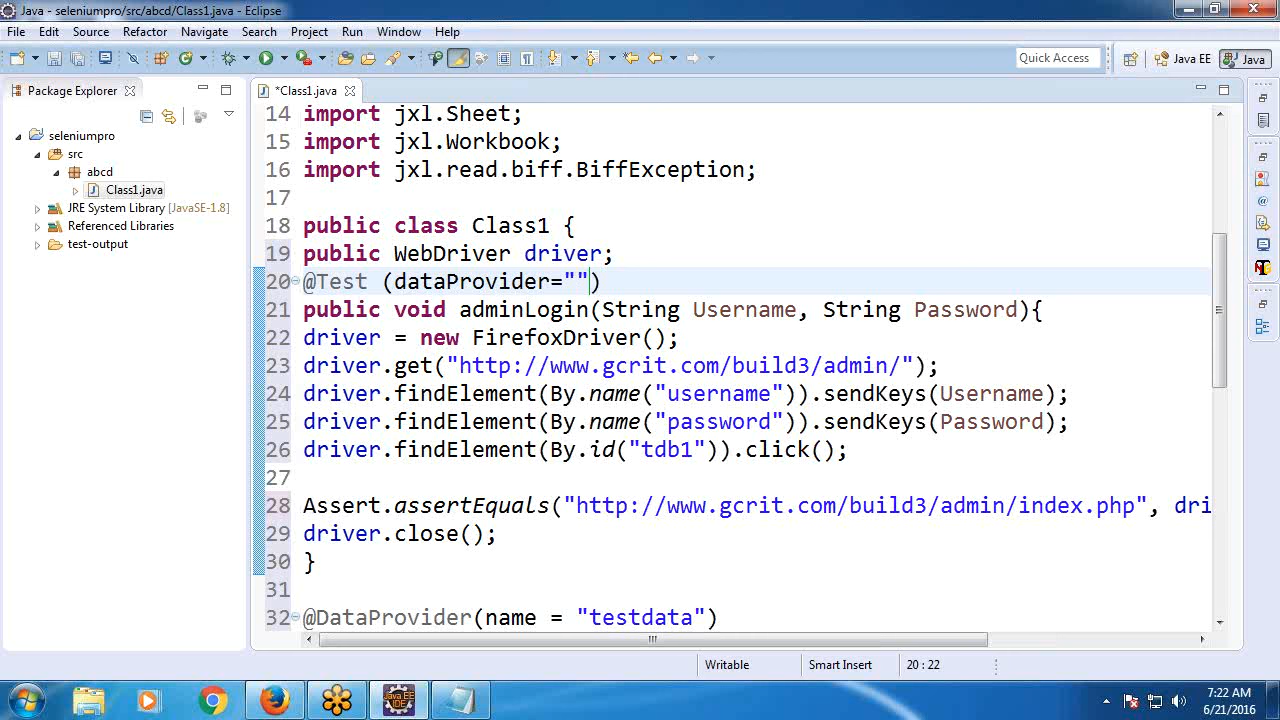 Java - seleniumpro/src/abcd/Class1.java - Eclipse
File Edit Source Refactor Navigate Search Project Run Window Help
Quick Access
Java EE
Java
Package Explorer
*Class1.java
seleniumpro
src
abcd
Class1.java
JRE System Library [JavaSE-1.8]
Referenced Libraries
test-output
14 import jxl.Sheet;
15 import jxl.Workbook;
16 import jxl.read.biff.BiffException;
17
18 public class Class1 {
19 public WebDriver driver;
20 @Test (dataProvider="")
21 public void adminLogin(String Username, String Password){
22 driver = new FirefoxDriver();
23 driver.get("http://www.gcrit.com/build3/admin/");
24 driver.findElement(By.name("username")).sendKeys(Username);
25 driver.findElement(By.name("password")).sendKeys(Password);
26 driver.findElement(By.id("tdb1")).click();
27
28 Assert.assertEquals("http://www.gcrit.com/build3/admin/index.php", dri
29 driver.close();
30 }
31
32 @DataProvider(name = "testdata")
Writable
Smart Insert
20 : 22
Java EE
IDE
7:22 AM
6/21/2016